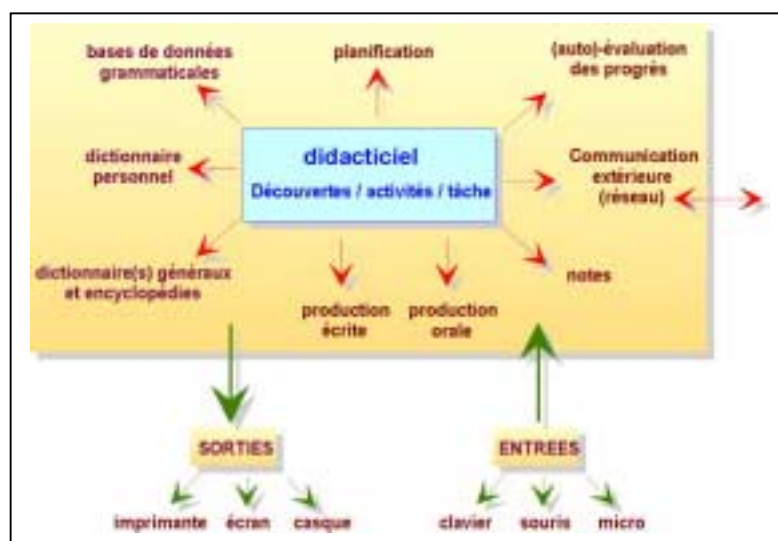 bases de données
grammaticales
planification
(auto)-évaluation
des progrès
dictionnaire
personnel
didacticiel
Découvertes / activités / tâche
Communication
extérieure
(réseau)
dictionnaire(s) généraux
et encyclopédies
production
écrite
production
orale
notes
SORTIES
ENTREES
imprimante
écran
casque
clavier
souris
micro